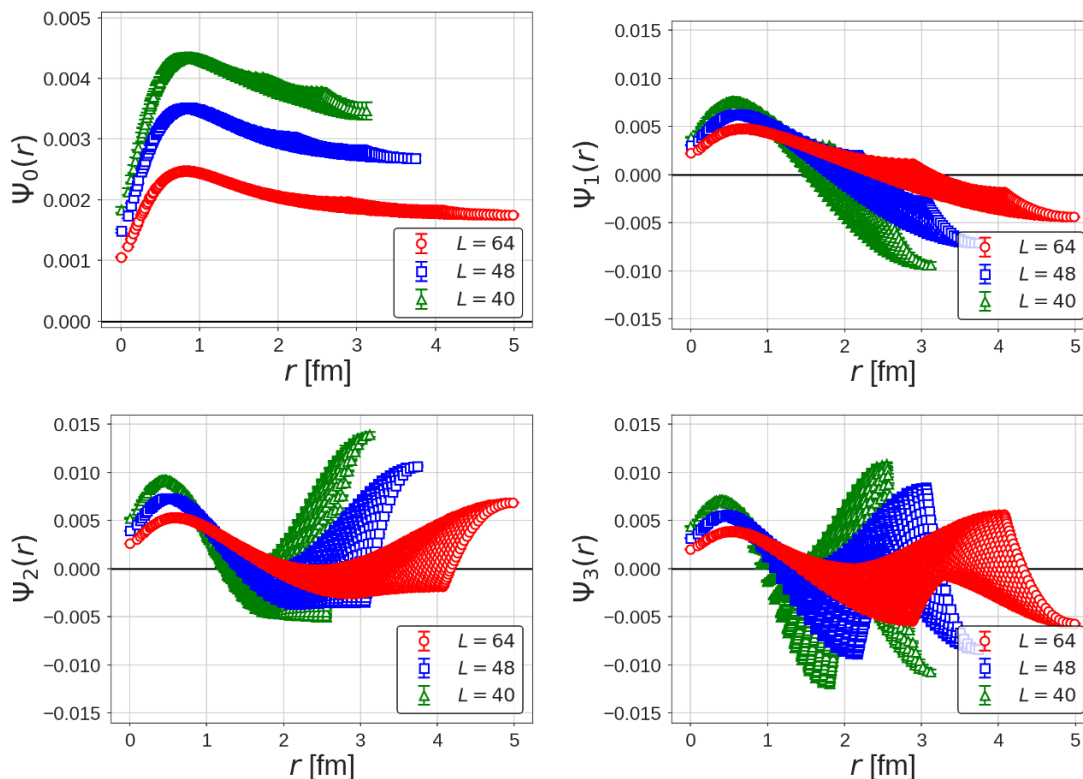 0.005
0.004
0.003
0.002
0.001
0.000
Ψ₀(r)
0 1 2 3 4 5
r [fm]
L = 64
L = 48
L = 40
0.015
0.010
0.005
0.000
−0.005
−0.010
−0.015
Ψ₁(r)
0 1 2 3 4 5
r [fm]
L = 64
L = 48
L = 40
0.015
0.010
0.005
0.000
−0.005
−0.010
−0.015
Ψ₂(r)
0 1 2 3 4 5
r [fm]
L = 64
L = 48
L = 40
0.015
0.010
0.005
0.000
−0.005
−0.010
−0.015
Ψ₃(r)
0 1 2 3 4 5
r [fm]
L = 64
L = 48
L = 40